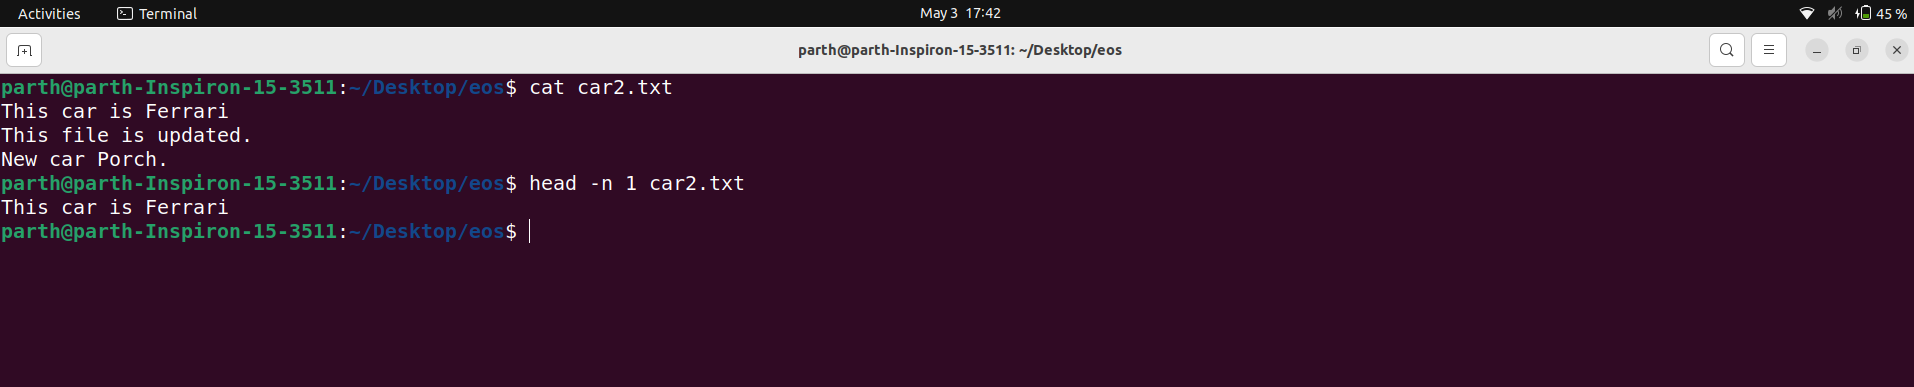 Activities Terminal May 3 17:42 45 %
parth@parth-Inspiron-15-3511: ~/Desktop/eos
parth@parth-Inspiron-15-3511:~/Desktop/eos$ cat car2.txt
This car is Ferrari
This file is updated.
New car Porch.
parth@parth-Inspiron-15-3511:~/Desktop/eos$ head -n 1 car2.txt
This car is Ferrari
parth@parth-Inspiron-15-3511:~/Desktop/eos$